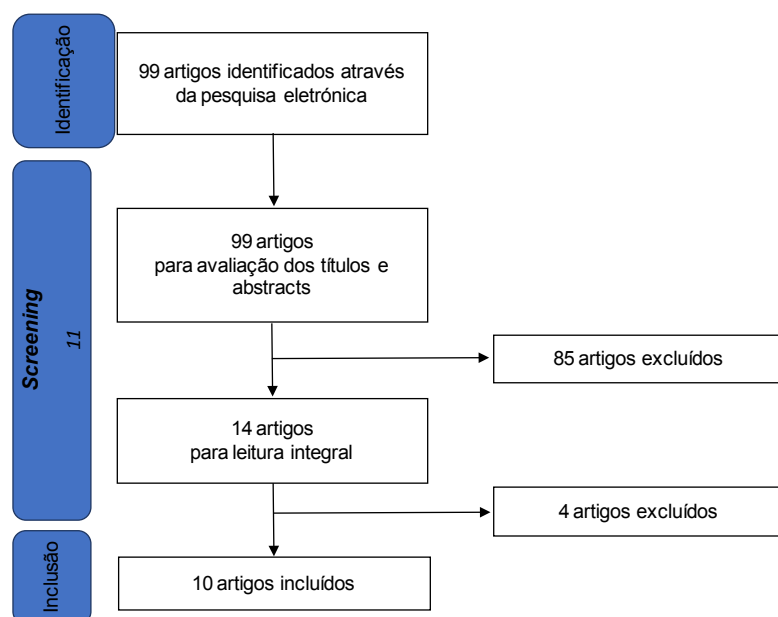 Identificação
99 artigos identificados através
da pesquisa eletrónica
Screening
11
99 artigos
para avaliação dos títulos e
abstracts
85 artigos excluídos
14 artigos
para leitura integral
4 artigos excluídos
Inclusão
10 artigos incluídos